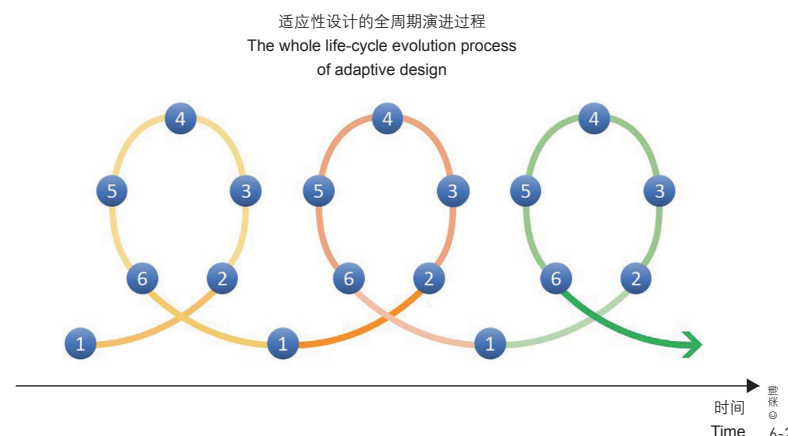 适应性设计的全周期演进过程
The whole life-cycle evolution process
of adaptive design
4 4 4
5 3 5 3 5 3
6 2 6 2 6 2
1 1 1
时间
Time
© 栾博